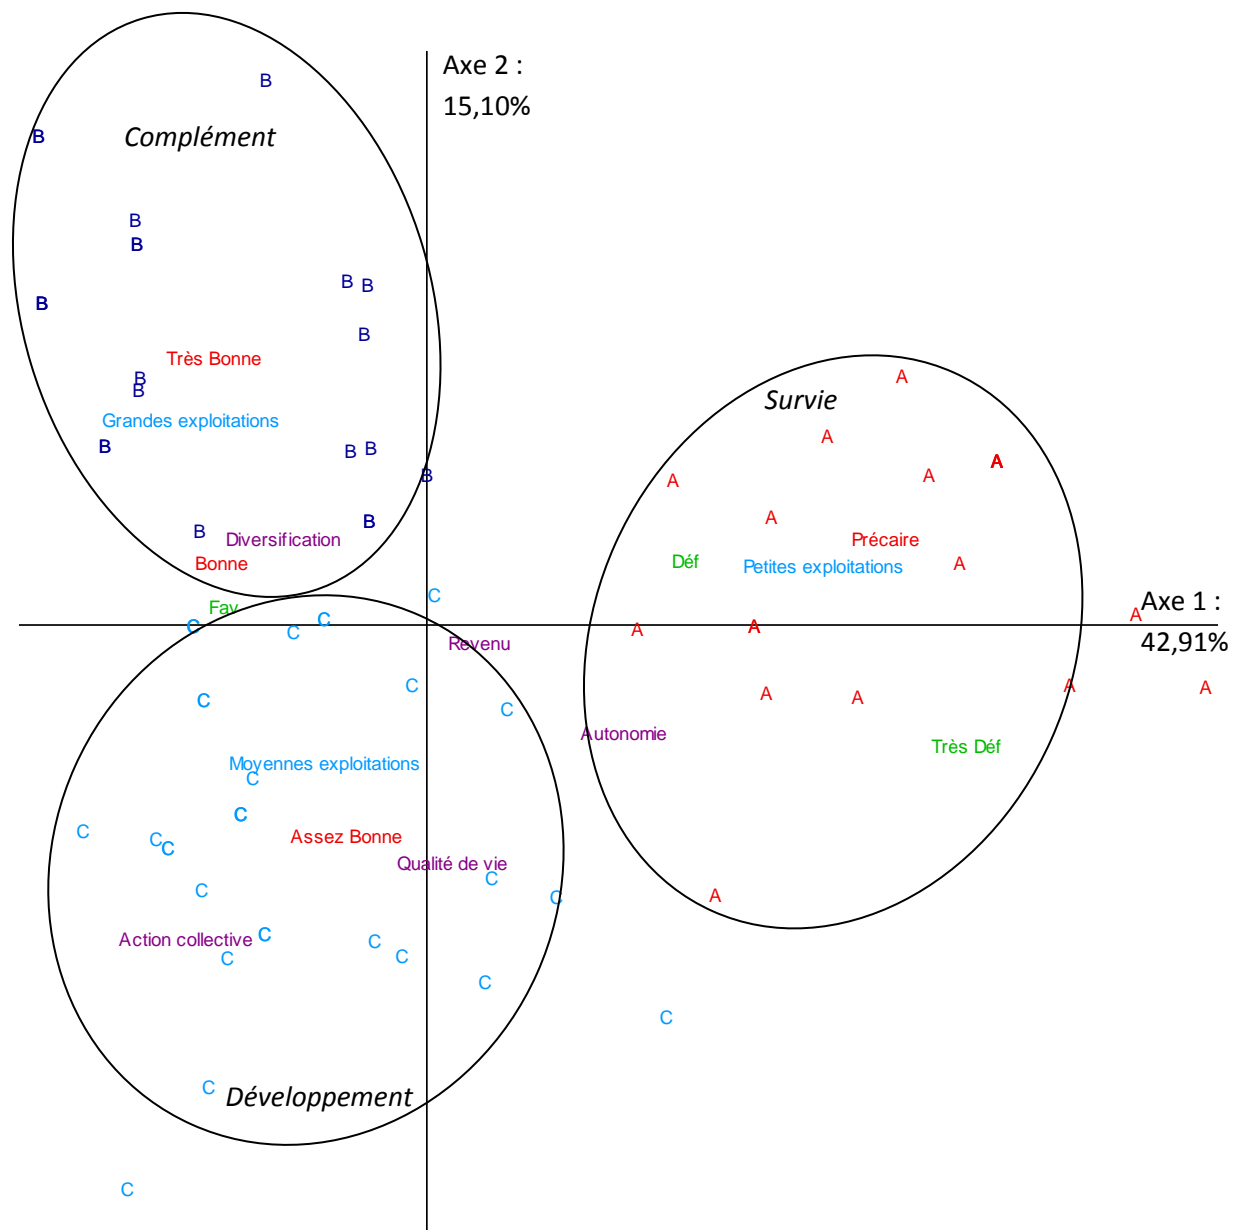 Axe 2 :
15,10%
B
B
Complément
B
B
B B
B
B
Très Bonne
B
B
Grandes exploitations
B
B B
B
B
B
Diversification
Bonne
Fav
A
Survie
A
A
A
A
A
Précaire
Déf
Petites exploitations
A
Axe 1 :
42,91%
A
A
A
A
A
A
A
Très Déf
Autonomie
A
C
C
C
C
Revenu
C
C
C
Moyennes exploitations
C
C
C
C
C
Assez Bonne
Qualité de vie
C
C
C
Action collective
C
C
C
C
C
C
C
Développement
C